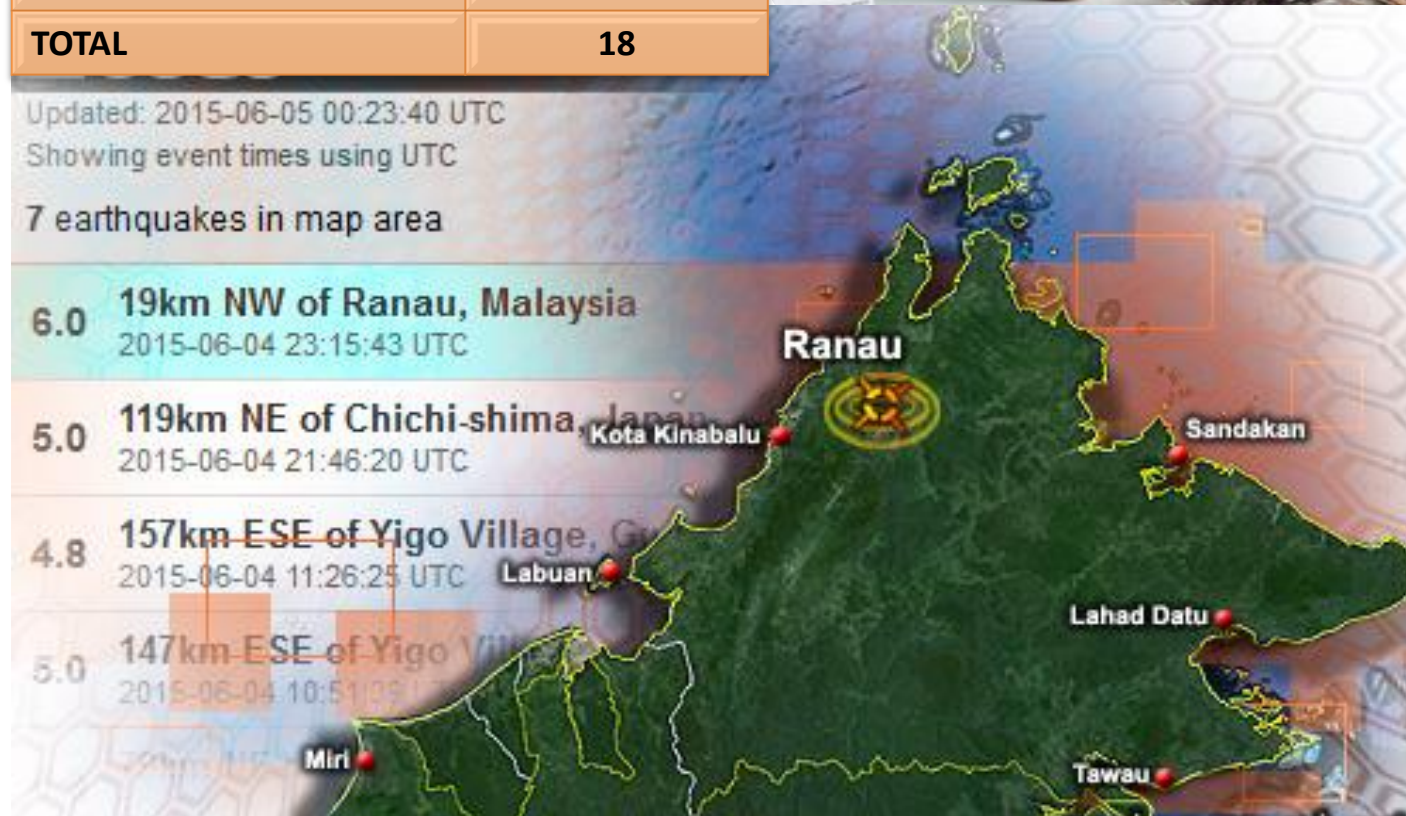 TOTAL 18
Updated: 2015-06-05 00:23:40 UTC
Showing event times using UTC
7 earthquakes in map area
6.0 19km NW of Ranau, Malaysia
2015-06-04 23:15:43 UTC
Ranau
5.0 119km NE of Chichi-shima, Japan
2015-06-04 21:46:20 UTC
Kota Kinabalu
Sandakan
4.8 157km ESE of Yigo Village,
2015-06-04 11:26:25 UTC
Labuan
Lahad Datu
5.0 147km ESE of Yigo
2015-06-04
Miri
Tawau